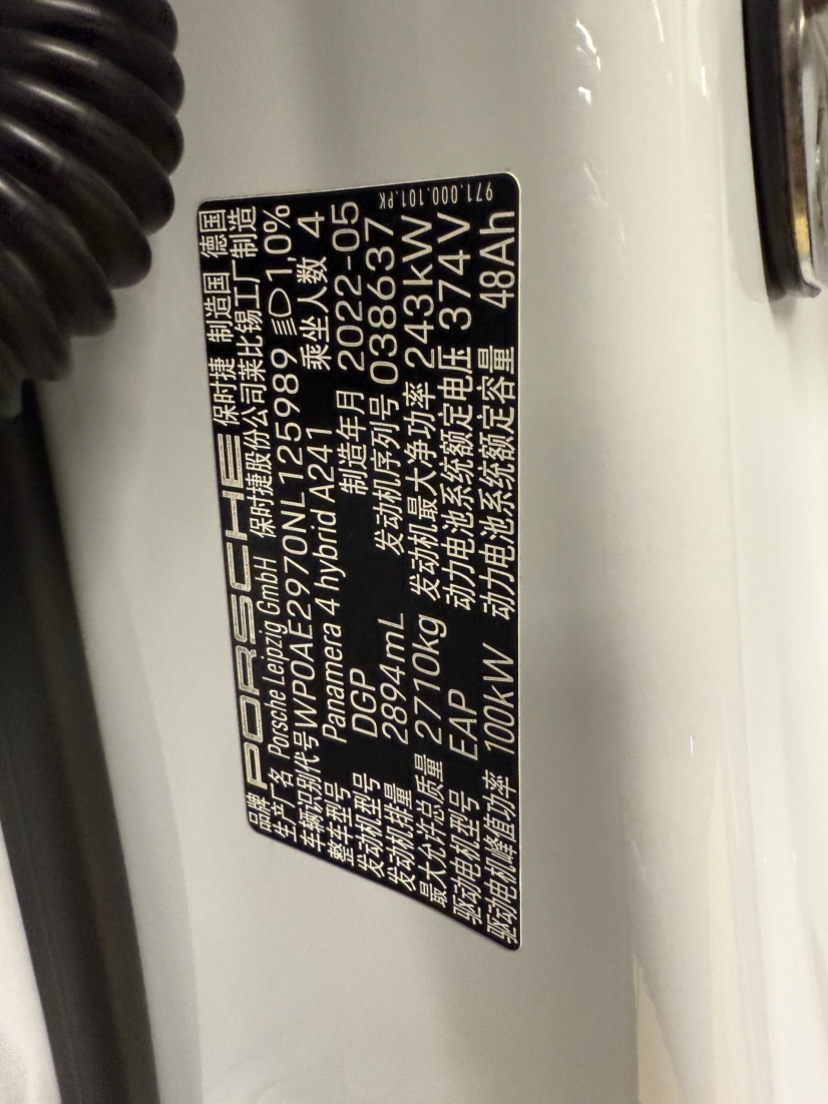 品牌 PORSCHE 保时捷 制造国 德国
生产厂名 Porsche Leipzig GmbH 保时捷股份公司莱比锡工厂制造
车辆识别代号 WP0AE2970NL125989 1,0%
整车型号 Panamera 4 hybrid A241 乘坐人数 4
发动机型号 DGP 制造年月 2022-05
发动机排量 2894mL 发动机序列号 038637
最大允许总质量 2710kg 发动机最大净功率 243kW
驱动电机型号 EAP 动力电池系统额定电压 374V
驱动电机峰值功率 100kW 动力电池系统额定容量 48Ah
971.000.101.PK